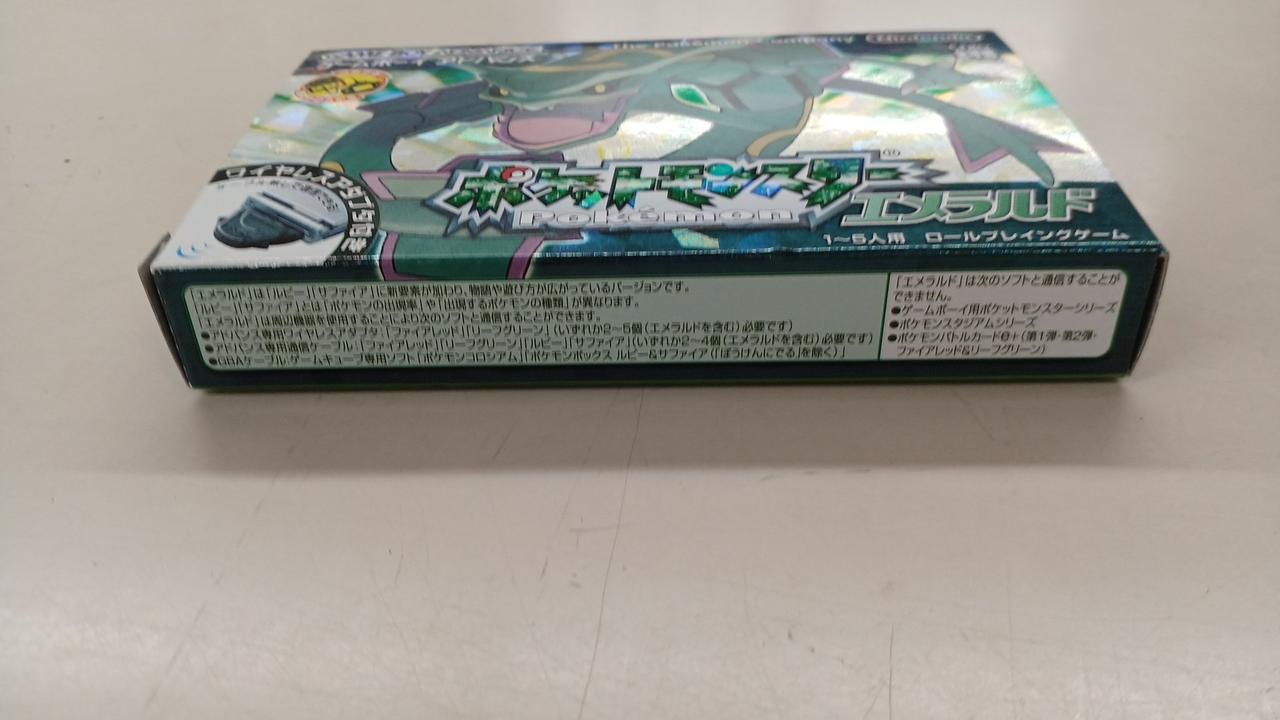 The Pokémon Company
Nintendo
ゲームボーイアドバンス
ワイヤレスアダプタ付き
ポケットモンスター
Pokémon
エメラルド
1〜5人用 ロールプレイングゲーム
「エメラルド」は「ルビー」「サファイア」に新要素が加わり、物語や遊び方が広がっているバージョンです。
「ルビー」「サファイア」とは、「ポケモンの出現率」や「出現するポケモンの種類」が異なります。
「エメラルド」は周辺機器を使用することにより次のソフトと通信することができます。
●アドバンス専用ワイヤレスアダプタ:「ファイアレッド」「リーフグリーン」(いずれか2〜5個(エメラルドを含む)必要です)
●アドバンス専用通信ケーブル:「ファイアレッド」「リーフグリーン」「ルビー」「サファイア」(いずれか2〜4個(エメラルドを含む)必要です)
●GBAケーブル:ゲームキューブ専用ソフト「ポケモンコロシアム」「ポケモンボックス ルビー&サファイア(「ぼうけんにでる」を除く)」
「エメラルド」は次のソフトと通信することが
できません。
●ゲームボーイ用ポケットモンスターシリーズ
●ポケモンスタジアムシリーズ
●ポケモンバトルカードe+(第1弾・第2弾・
ファイアレッド&リーフグリーン)